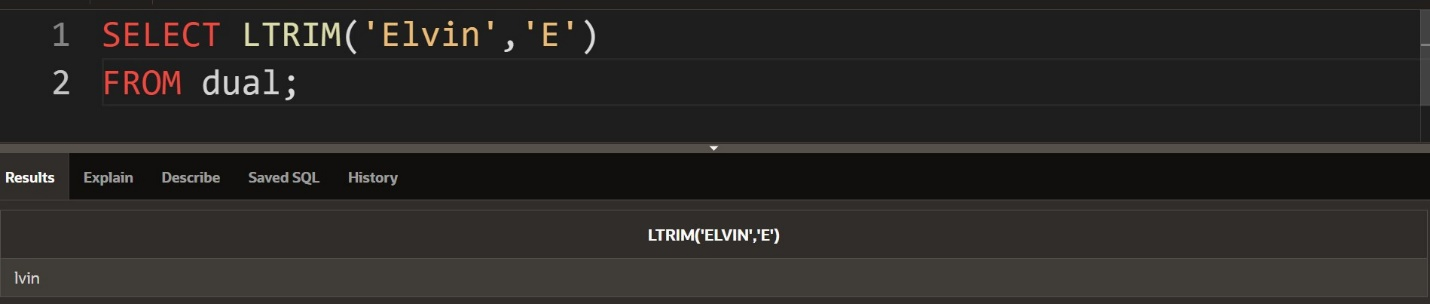 1 SELECT LTRIM('Elvin','E')
2 FROM dual;
Results Explain Describe Saved SQL History
LTRIM('ELVIN','E')
lvin